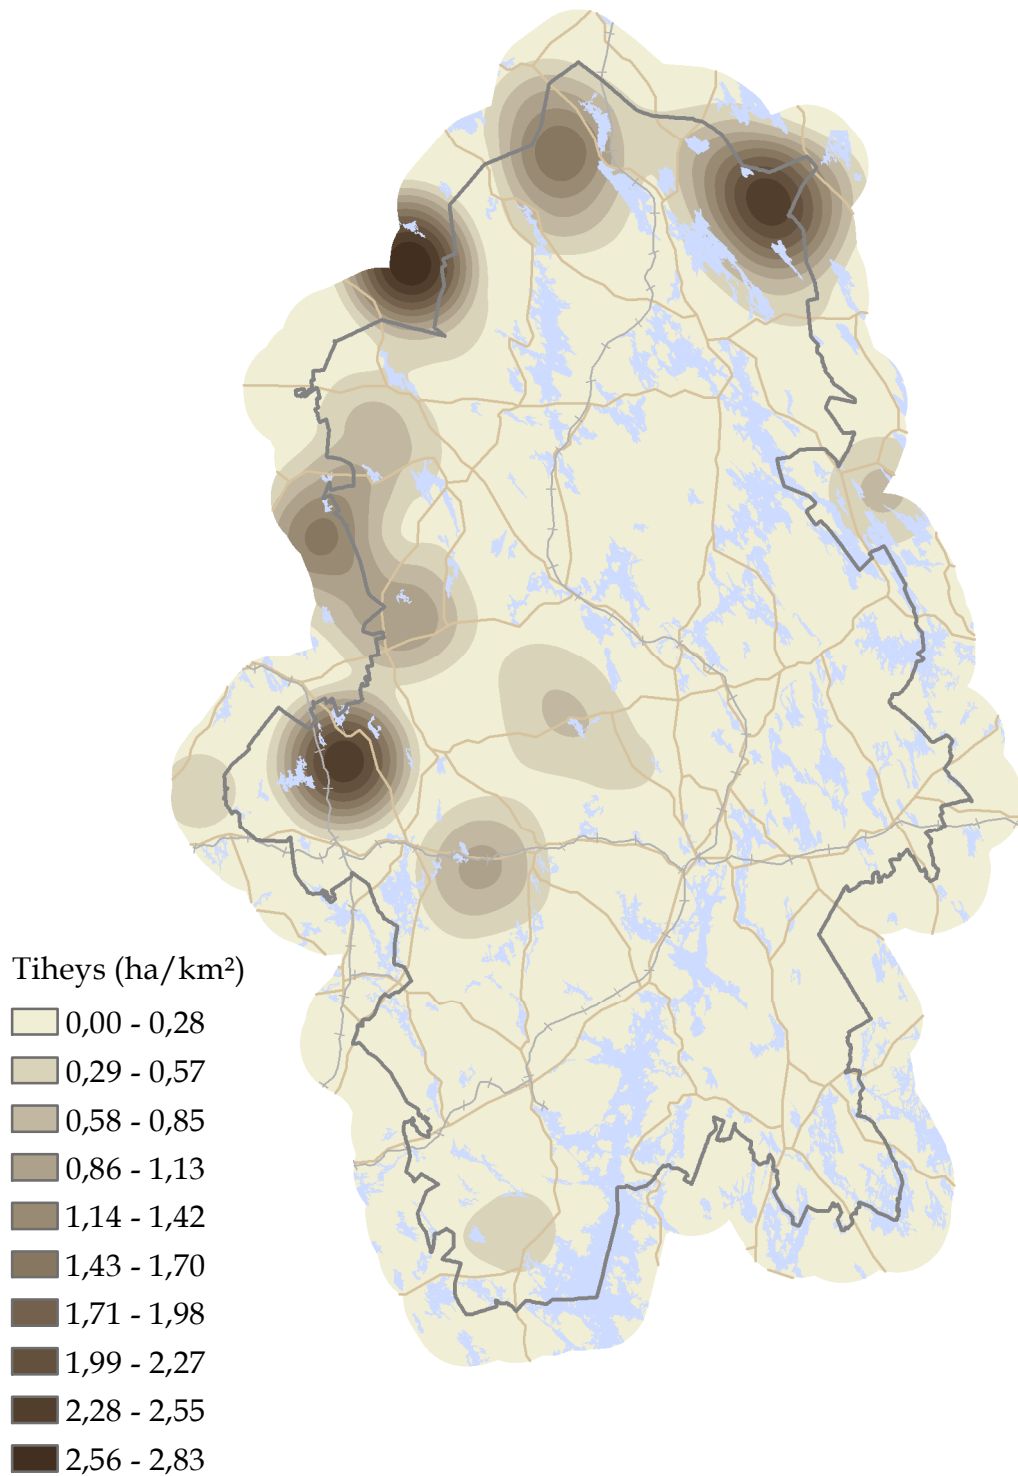 Tiheys (ha/km²)
0,00 - 0,28
0,29 - 0,57
0,58 - 0,85
0,86 - 1,13
1,14 - 1,42
1,43 - 1,70
1,71 - 1,98
1,99 - 2,27
2,28 - 2,55
2,56 - 2,83